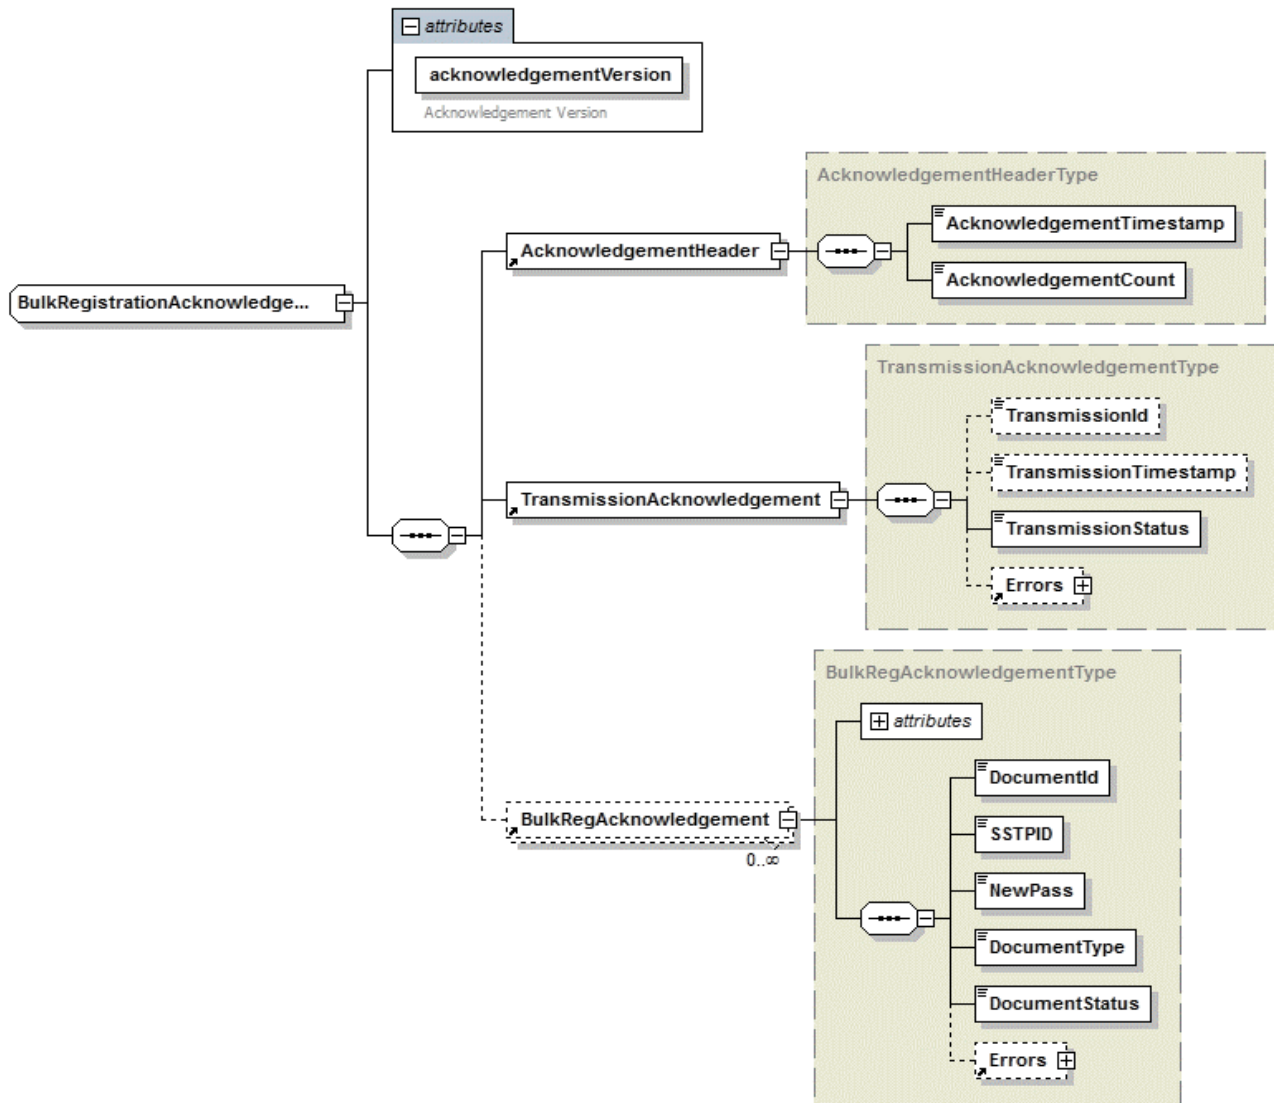 attributes
acknowledgementVersion
Acknowledgement Version
AcknowledgementHeaderType
AcknowledgementTimestamp
AcknowledgementHeader
AcknowledgementCount
BulkRegistrationAcknowledge...
TransmissionAcknowledgementType
TransmissionId
TransmissionTimestamp
TransmissionAcknowledgement
TransmissionStatus
Errors
BulkRegAcknowledgementType
attributes
DocumentId
BulkRegAcknowledgement
0..∞
SSTPID
NewPass
DocumentType
DocumentStatus
Errors